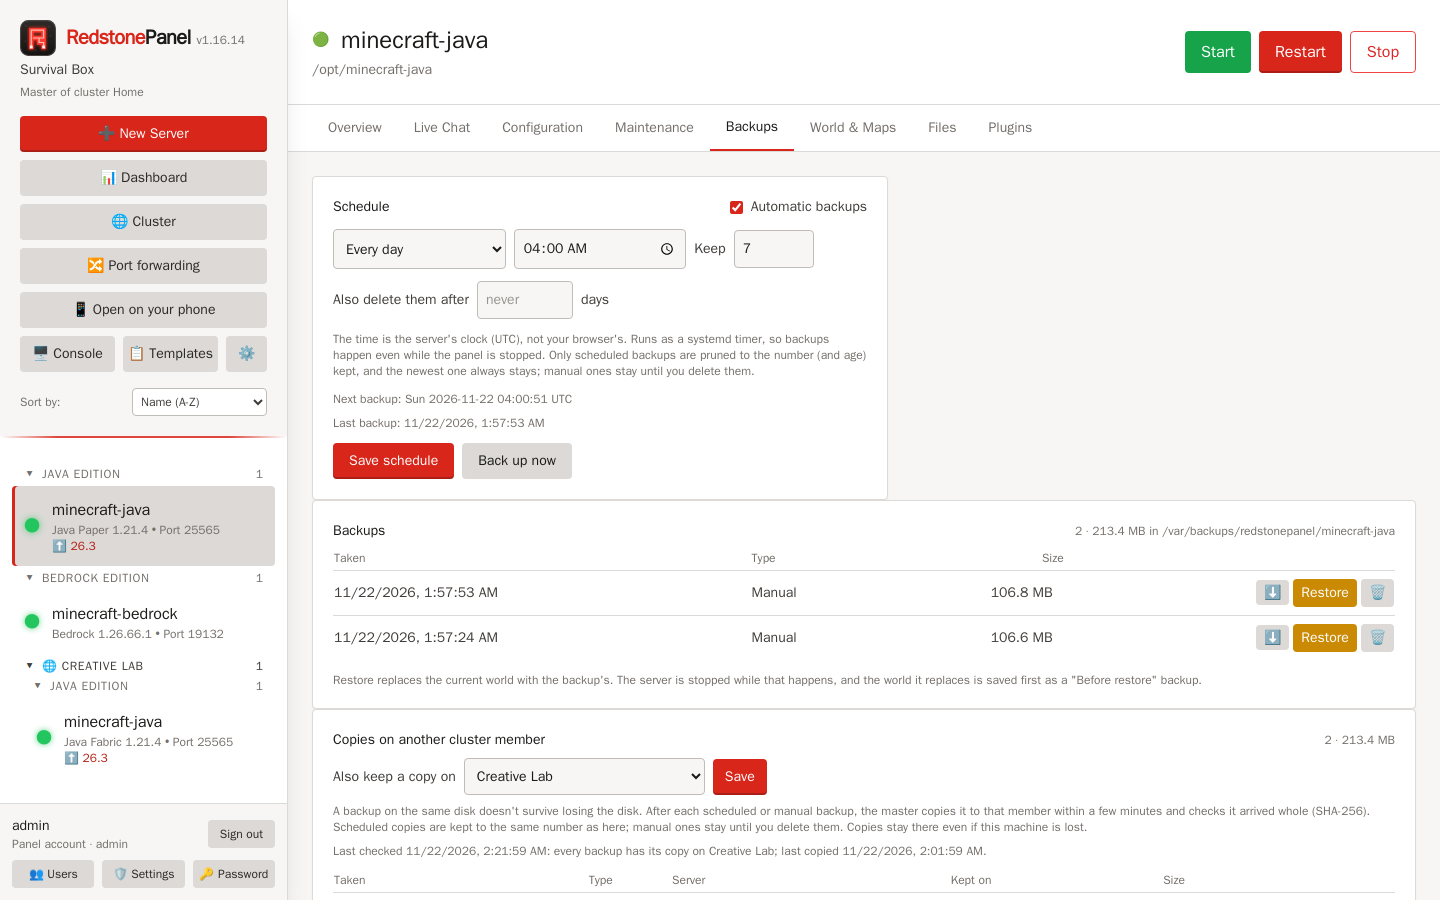 RedstonePanel v1.16.14
Survival Box
Master of cluster Home
➕ New Server
📊 Dashboard
🌐 Cluster
🔀 Port forwarding
📱 Open on your phone
🖥️ Console
📋 Templates
⚙️
Sort by:
Name (A-Z)
▼ JAVA EDITION 1
minecraft-java
Java Paper 1.21.4 • Port 25565
⬆️ 26.3
▼ BEDROCK EDITION 1
minecraft-bedrock
Bedrock 1.26.66.1 • Port 19132
▼ 🌐 CREATIVE LAB 1
▼ JAVA EDITION 1
minecraft-java
Java Fabric 1.21.4 • Port 25565
⬆️ 26.3
admin
Panel account · admin
Sign out
👥 Users
🛡️ Settings
🔑 Password
minecraft-java
/opt/minecraft-java
Start
Restart
Stop
Overview
Live Chat
Configuration
Maintenance
Backups
World & Maps
Files
Plugins
Schedule
Automatic backups
Every day
04:00 AM
Keep
7
Also delete them after never days
The time is the server's clock (UTC), not your browser's. Runs as a systemd timer, so backups
happen even while the panel is stopped. Only scheduled backups are pruned to the number (and age)
kept, and the newest one always stays; manual ones stay until you delete them.
Next backup: Sun 2026-11-22 04:00:51 UTC
Last backup: 11/22/2026, 1:57:53 AM
Save schedule
Back up now
Backups
2 · 213.4 MB in /var/backups/redstonepanel/minecraft-java
Taken Type Size
11/22/2026, 1:57:53 AM Manual 106.8 MB ⬇️ Restore 🗑️
11/22/2026, 1:57:24 AM Manual 106.6 MB ⬇️ Restore 🗑️
Restore replaces the current world with the backup's. The server is stopped while that happens, and the world it replaces is saved first as a "Before restore" backup.
Copies on another cluster member
2 · 213.4 MB
Also keep a copy on Creative Lab Save
A backup on the same disk doesn't survive losing the disk. After each scheduled or manual backup, the master copies it to that member within a few minutes and checks it arrived whole (SHA-256).
Scheduled copies are kept to the same number as here; manual ones stay until you delete them. Copies stay there even if this machine is lost.
Last checked 11/22/2026, 2:21:59 AM: every backup has its copy on Creative Lab; last copied 11/22/2026, 2:01:59 AM.
Taken Type Server Kept on Size